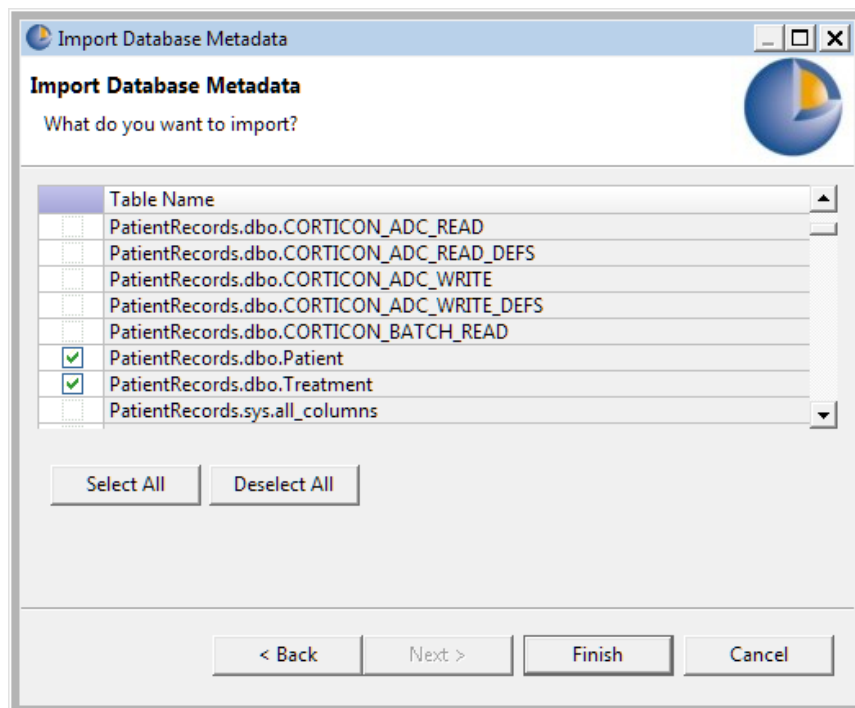 Import Database Metadata
Import Database Metadata
What do you want to import?
Table Name
PatientRecords.dbo.CORTICON_ADC_READ
PatientRecords.dbo.CORTICON_ADC_READ_DEFS
PatientRecords.dbo.CORTICON_ADC_WRITE
PatientRecords.dbo.CORTICON_ADC_WRITE_DEFS
PatientRecords.dbo.CORTICON_BATCH_READ
PatientRecords.dbo.Patient
PatientRecords.dbo.Treatment
PatientRecords.sys.all_columns
Select All Deselect All
< Back Next > Finish Cancel